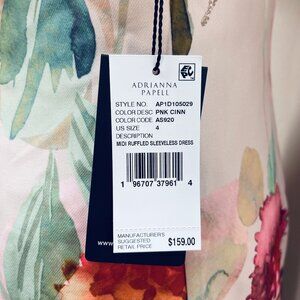 ADRIANNA
PAPELL
STYLE NO. AP1D105029
COLOR DESC PNK CINN
COLOR CODE AS920
US SIZE 4
DESCRIPTION
MIDI RUFFLED SLEEVELESS DRESS
1 96707 37961 4
MANUFACTURER'S
SUGGESTED
RETAIL PRICE $159.00
www